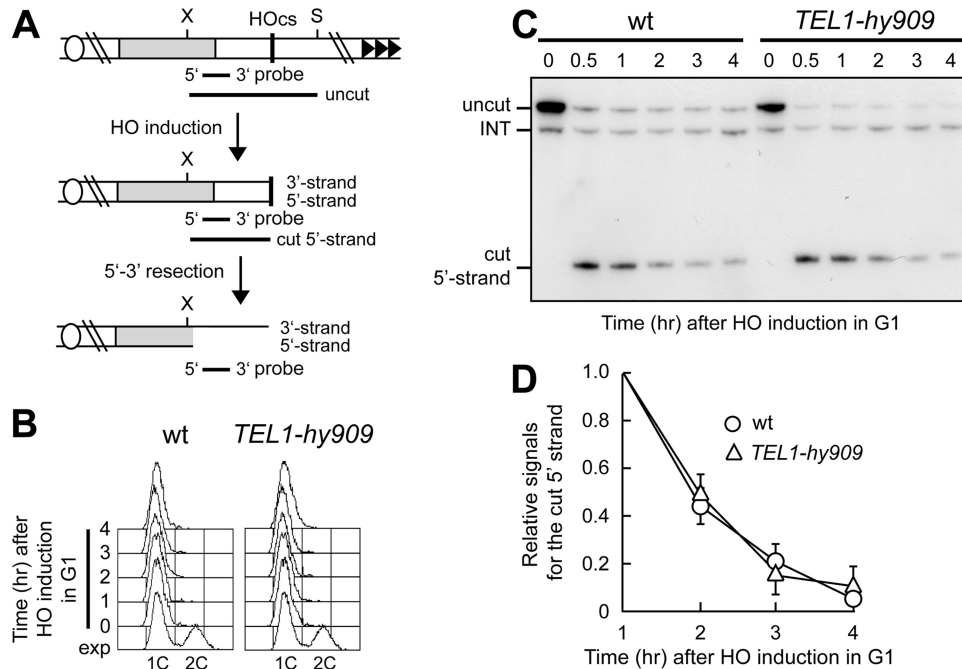 A
X
HOcs
S
5‘ 3‘ probe
uncut
HO induction
X
3’-strand
5’-strand
5‘ 3‘ probe
cut 5’-strand
5‘-3’ resection
X
3‘-strand
5‘-strand
5‘ 3‘ probe
B
wt TEL1-hy909
Time (hr) after
HO induction
in G1
4
3
2
1
0
exp
1C 2C 1C 2C
C
wt TEL1-hy909
0 0.5 1 2 3 4 0 0.5 1 2 3 4
uncut
INT
cut
5’-strand
Time (hr) after HO induction in G1
D
Relative signals
for the cut 5’ strand
1.0
0.8
0.6
0.4
0.2
0
wt
TEL1-hy909
1 2 3 4
Time (hr) after HO induction in G1